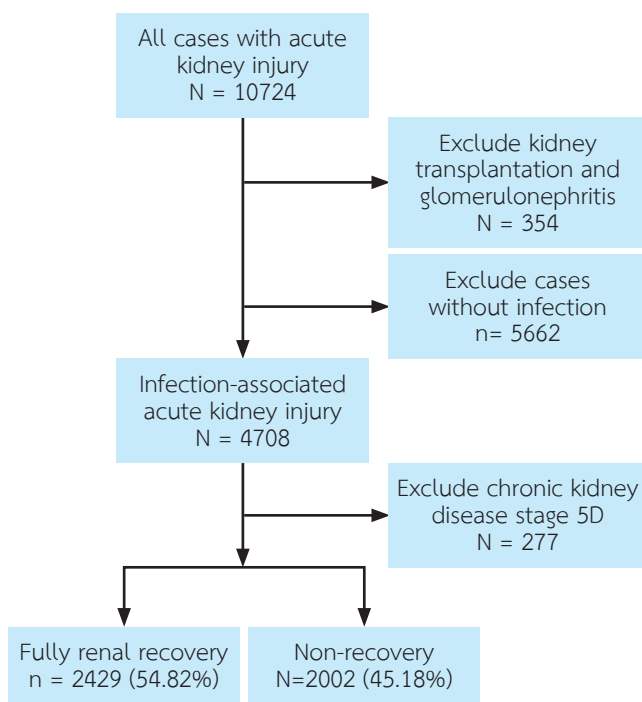 All cases with acute
kidney injury
N = 10724
Exclude kidney
transplantation and
glomerulonephritis
N = 354
Exclude cases
without infection
n= 5662
Infection-associated
acute kidney injury
N = 4708
Exclude chronic kidney
disease stage 5D
N = 277
Fully renal recovery
n = 2429 (54.82%)
Non-recovery
N=2002 (45.18%)